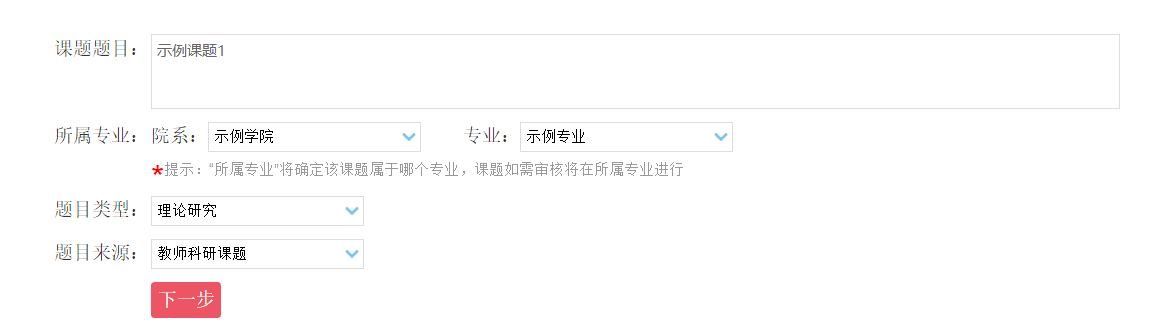 课题题目： 示例课题1
所属专业： 院系： 示例学院 专业： 示例专业
*提示：“所属专业”将确定该课题属于哪个专业，课题如需审核将在所属专业进行
题目类型： 理论研究
题目来源： 教师科研课题
下一步